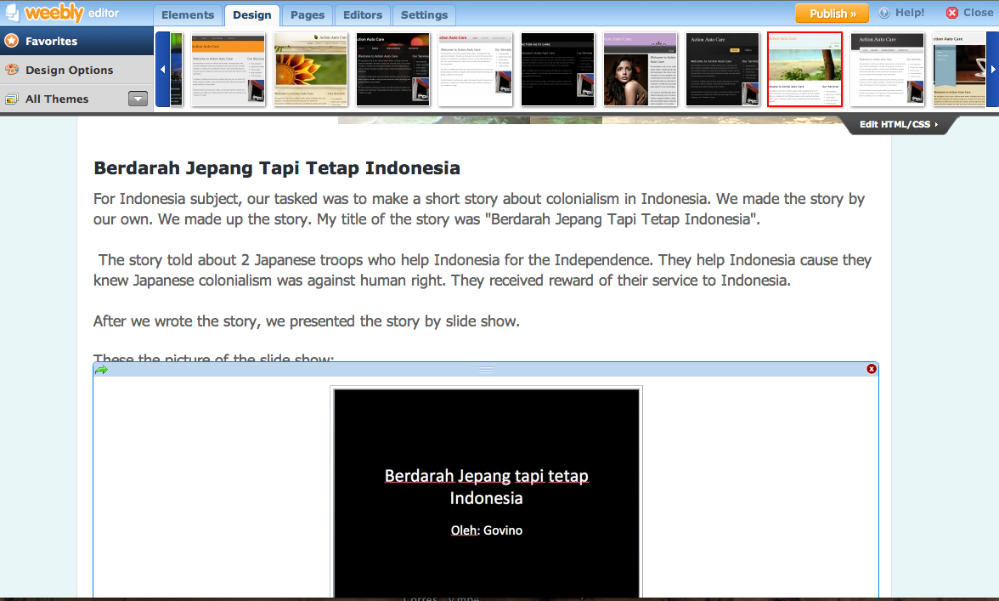 weebly editor
Elements
Design
Pages
Editors
Settings
Publish »
Help!
Close
Favorites
Design Options
All Themes
Edit HTML/CSS
Berdarah Jepang Tapi Tetap Indonesia
For Indonesia subject, our tasked was to make a short story about colonialism in Indonesia. We made the story by
our own. We made up the story. My title of the story was "Berdarah Jepang Tapi Tetap Indonesia".
The story told about 2 Japanese troops who help Indonesia for the Independence. They help Indonesia cause they
knew Japanese colonialism was against human right. They received reward of their service to Indonesia.
After we wrote the story, we presented the story by slide show.
These the picture of the slide show:
Berdarah Jepang tapi tetap
Indonesia
Oleh: Govino